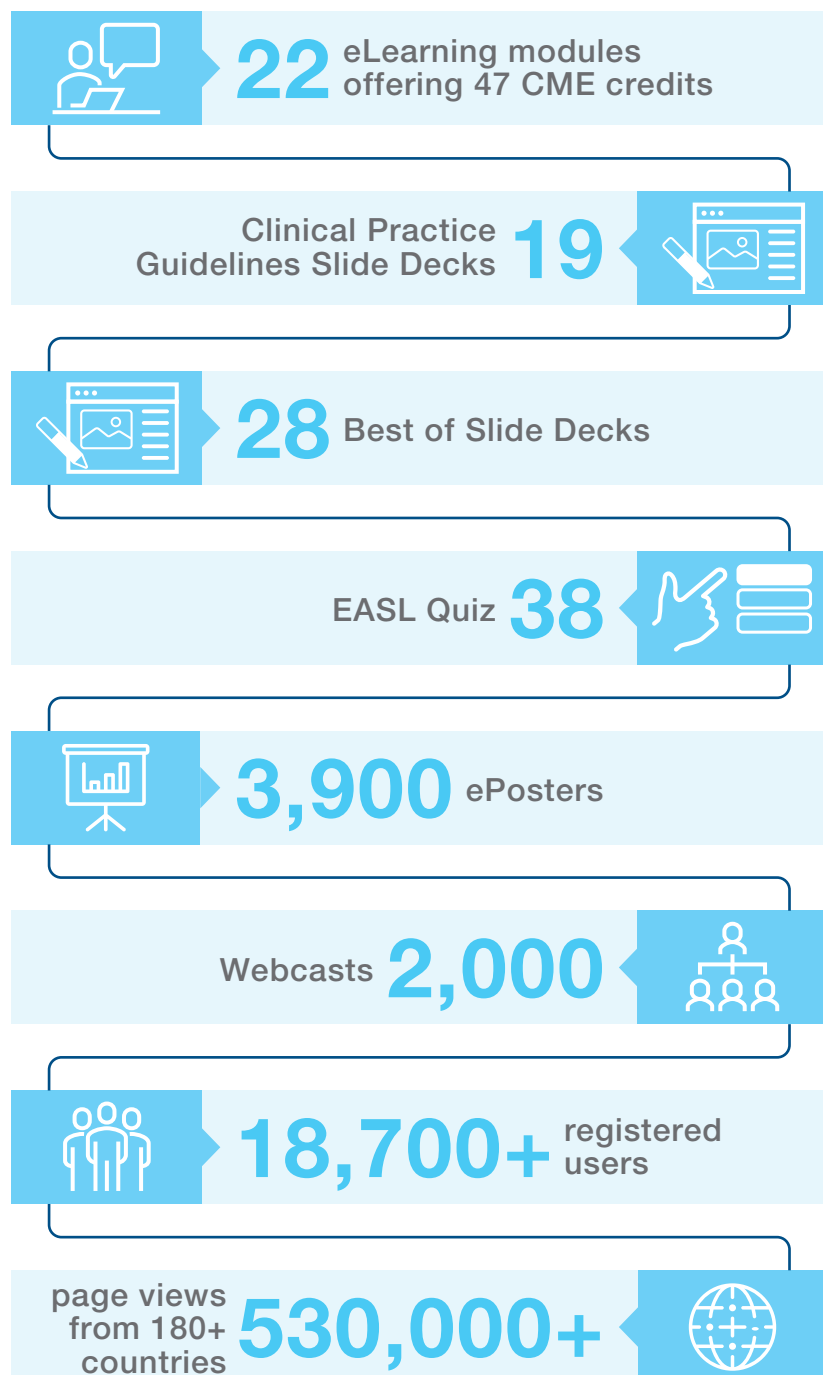 22 eLearning modules
offering 47 CME credits
Clinical Practice
Guidelines Slide Decks 19
28 Best of Slide Decks
EASL Quiz 38
3,900 ePosters
Webcasts 2,000
18,700+ registered
users
page views
from 180+
countries 530,000+